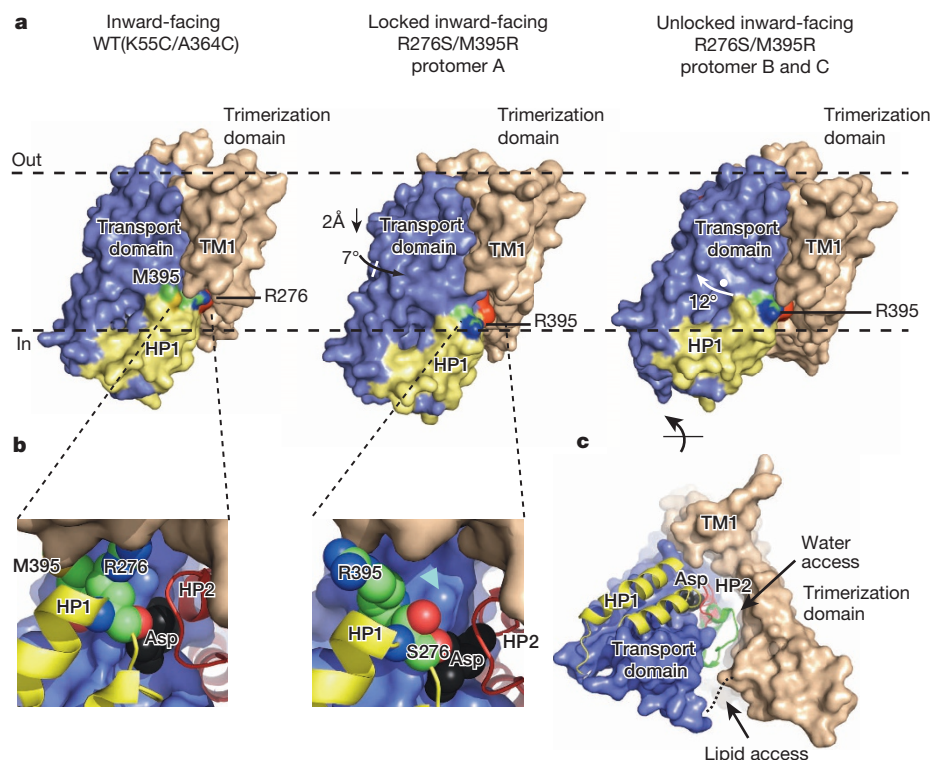 a
Inward-facing
WT(K55C/A364C)
Locked inward-facing
R276S/M395R
protomer A
Unlocked inward-facing
R276S/M395R
protomer B and C
Trimerization
domain
Trimerization
domain
Trimerization
domain
Out
Transport
domain
TM1
M395
R276
HP1
In
2Å
7°
Transport
domain
TM1
R395
HP1
Transport
domain
TM1
12°
R395
HP1
b
M395
R276
HP1
HP2
Asp
R395
HP1
S276
Asp
HP2
c
TM1
Water
access
Asp
HP2
HP1
Trimerization
domain
Transport
domain
Lipid access